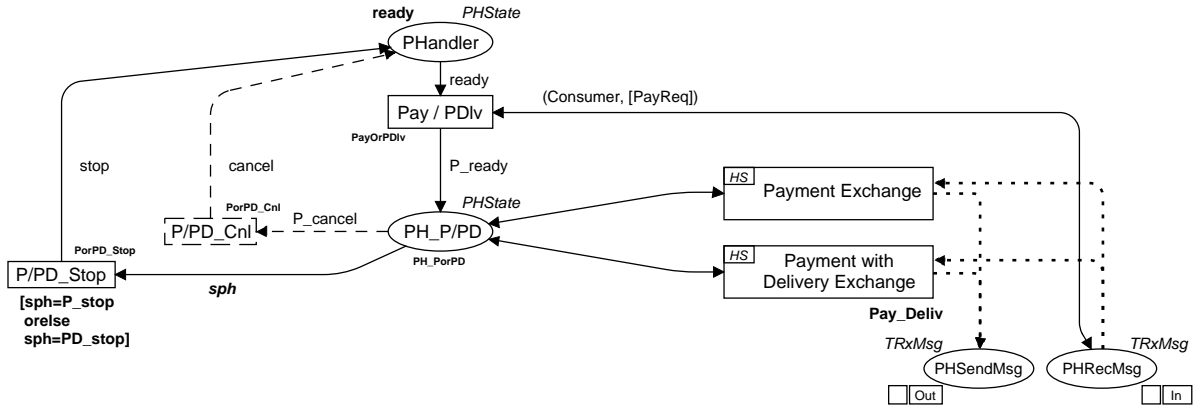 ready PHState
PHandler
ready
(Consumer, [PayReq])
Pay / PDlv
PayOrPDlv
stop
cancel
P_ready
HS
Payment Exchange
PHState
PorPD_Cnl
P_cancel
P/PD_Cnl
PH_P/PD
PorPD_Stop
PH_PorPD
HS
Payment with
Delivery Exchange
P/PD_Stop
sph
[sph=P_stop
orelse
sph=PD_stop]
Pay_Deliv
TRxMsg
TRxMsg
PHSendMsg
PHRecMsg
Out
In